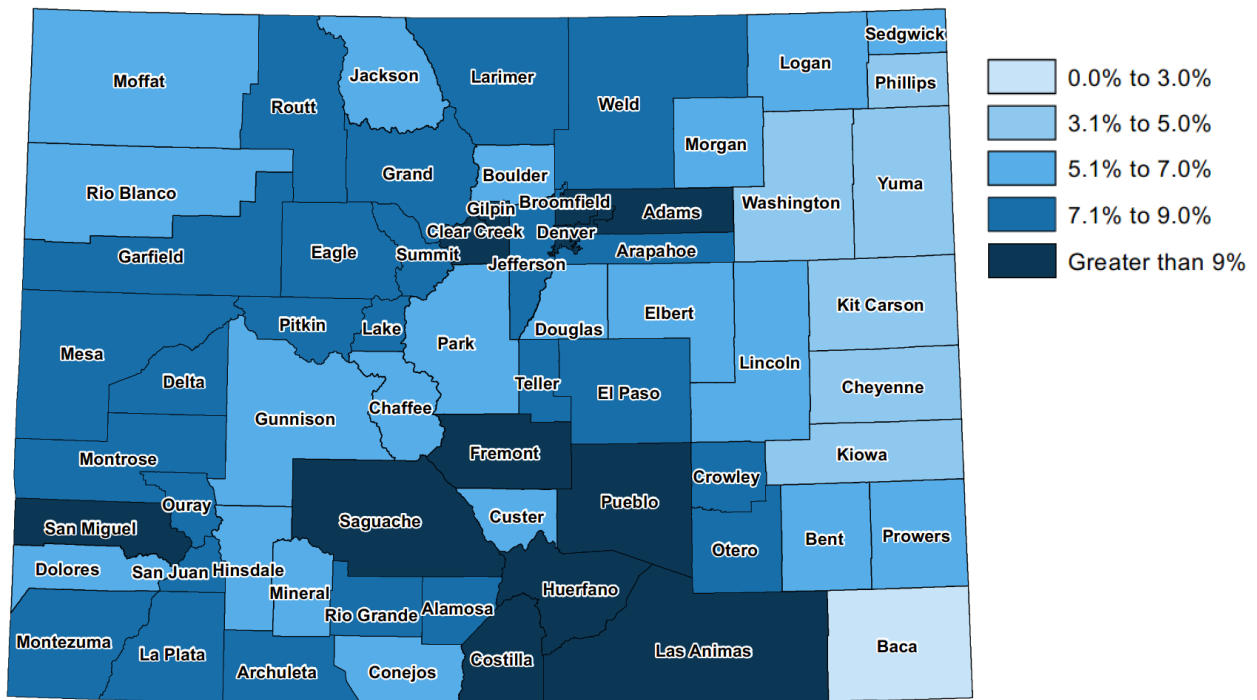 Sedgwick
Logan
Jackson
Larimer
Moffat
Phillips
Routt
Weld
Morgan
Grand
Boulder
Yuma
Rio Blanco
Washington
Gilpin
Broomfield
Adams
Clear Creek
Denver
Arapahoe
Eagle
Summit
Garfield
Jefferson
Kit Carson
Elbert
Pitkin
Lake
Douglas
Park
Mesa
Lincoln
Delta
Teller
Cheyenne
El Paso
Chaffee
Gunnison
Fremont
Kiowa
Montrose
Crowley
Ouray
Pueblo
Custer
Saguache
San Miguel
Prowers
Bent
Otero
Dolores
San Juan
Hinsdale
Mineral
Huerfano
Alamosa
Rio Grande
Montezuma
La Plata
Las Animas
Baca
Costilla
Archuleta
Conejos
0.0% to 3.0%
3.1% to 5.0%
5.1% to 7.0%
7.1% to 9.0%
Greater than 9%